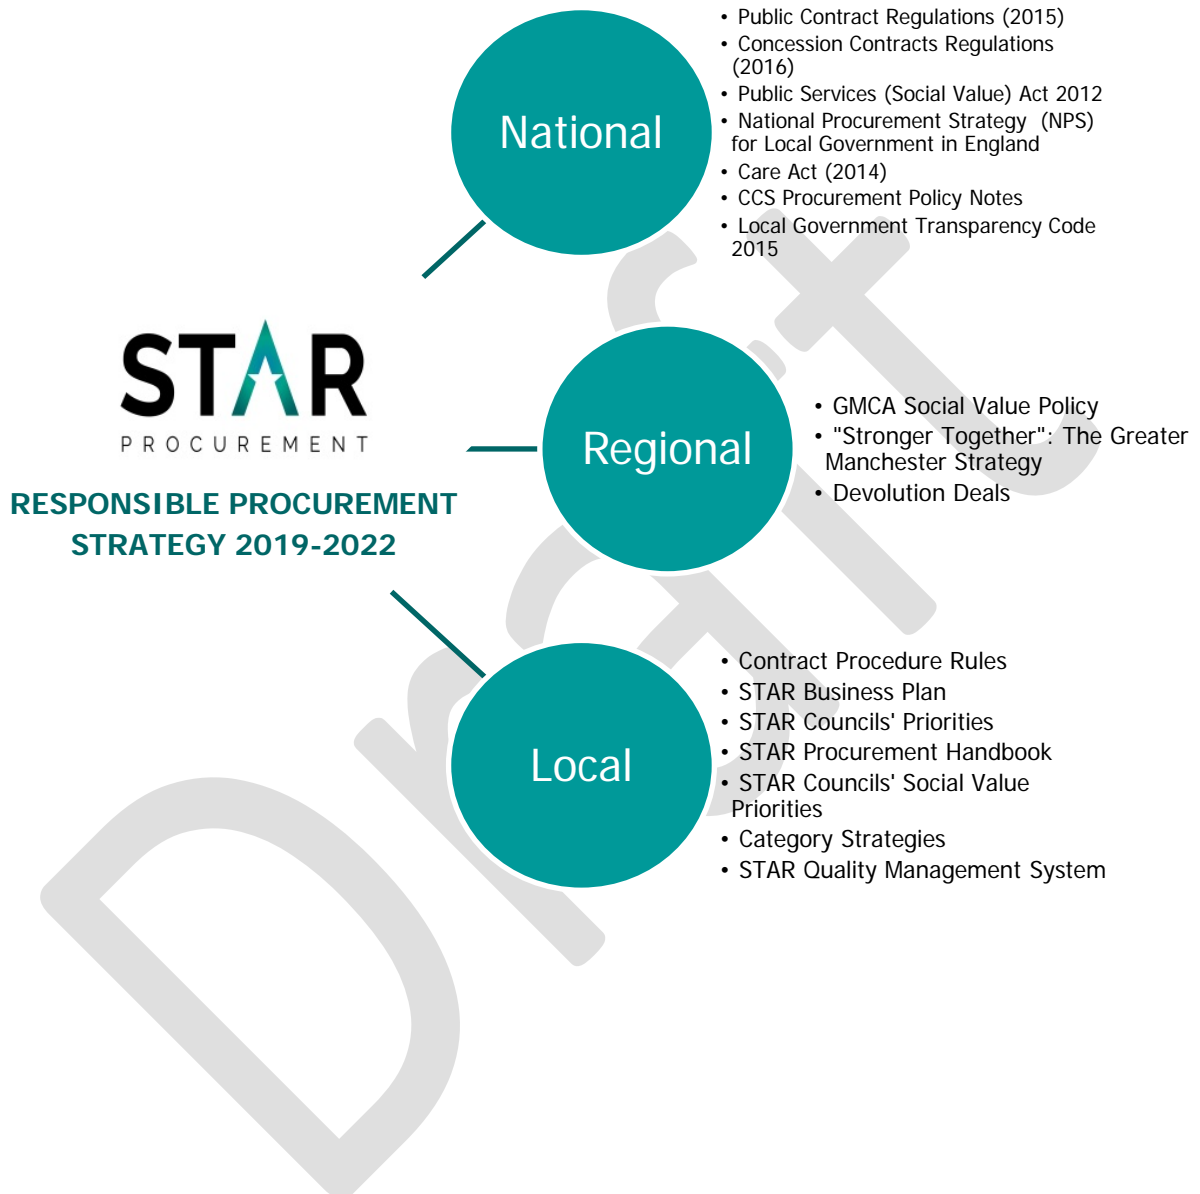 • Public Contract Regulations (2015)
• Concession Contracts Regulations
(2016)
• Public Services (Social Value) Act 2012
• National Procurement Strategy  (NPS)
for Local Government in England
• Care Act (2014)
• CCS Procurement Policy Notes
• Local Government Transparency Code
2015
National
STAR
PROCUREMENT
RESPONSIBLE PROCUREMENT
STRATEGY 2019-2022
Regional
• GMCA Social Value Policy
• "Stronger Together": The Greater
Manchester Strategy
• Devolution Deals
Local
• Contract Procedure Rules
• STAR Business Plan
• STAR Councils' Priorities
• STAR Procurement Handbook
• STAR Councils' Social Value
Priorities
• Category Strategies
• STAR Quality Management System
Draft